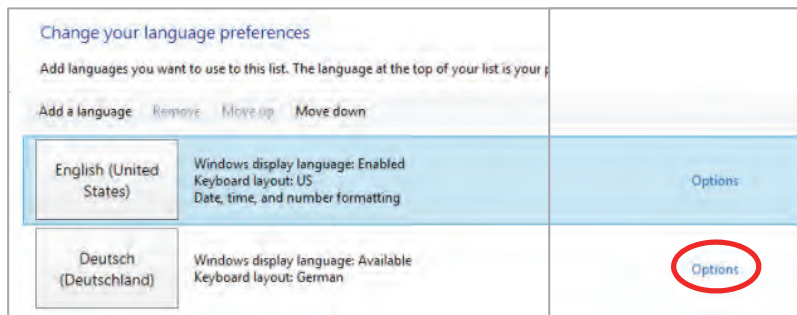 Change your language preferences
Add languages you want to use to this list. The language at the top of your list is your
Add a language Remove Move up Move down
English (United States)
Windows display language: Enabled
Keyboard layout: US
Date, time, and number formatting
Options
Deutsch (Deutschland)
Windows display language: Available
Keyboard layout: German
Options